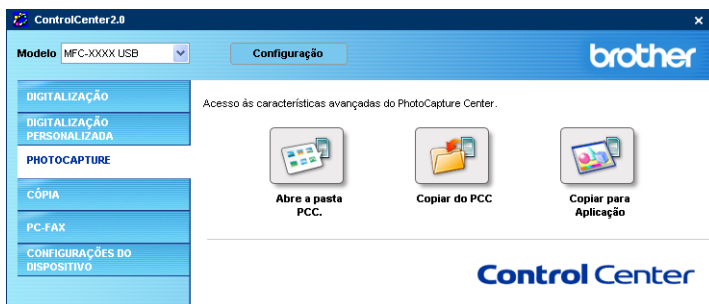 ControlCenter2.0
Modelo MFC-XXXX USB Configuração brother
DIGITALIZAÇÃO
DIGITALIZAÇÃO
PERSONALIZADA
PHOTOCAPTURE
CÓPIA
PC-FAX
CONFIGURAÇÕES DO
DISPOSITIVO
Acesso ás características avançadas do PhotoCapture Center.
Abre a pasta
PCC.
Copiar do PCC
Copiar para
Aplicação
Control Center